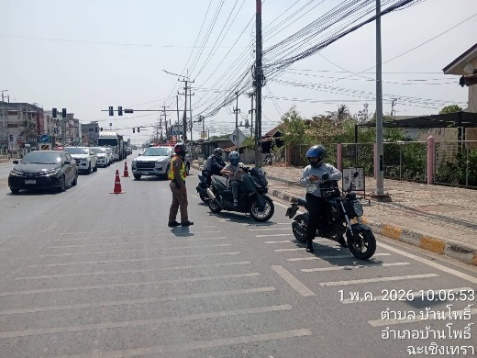 1 พ.ค. 2026 10:06:53
ตำบล บ้านโพธิ์
อำเภอบ้านโพธิ์
ฉะเชิงเทรา